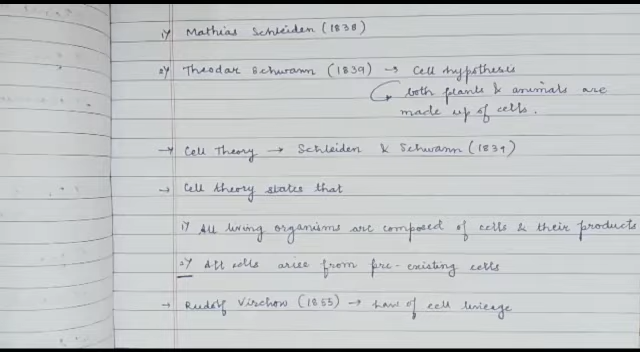 1) Mathias Schleiden (1838)
2) Theodar Schwann (1839) → Cell hypothesis
both plants & animals are
made up of cells.
→ Cell Theory → Schleiden & Schwann (1839)
→ Cell theory states that
1) All living organisms are composed of cells & their products
2) All cells arise from pre-existing cells
→ Rudolf Virchow (1855) → Law of cell lineage